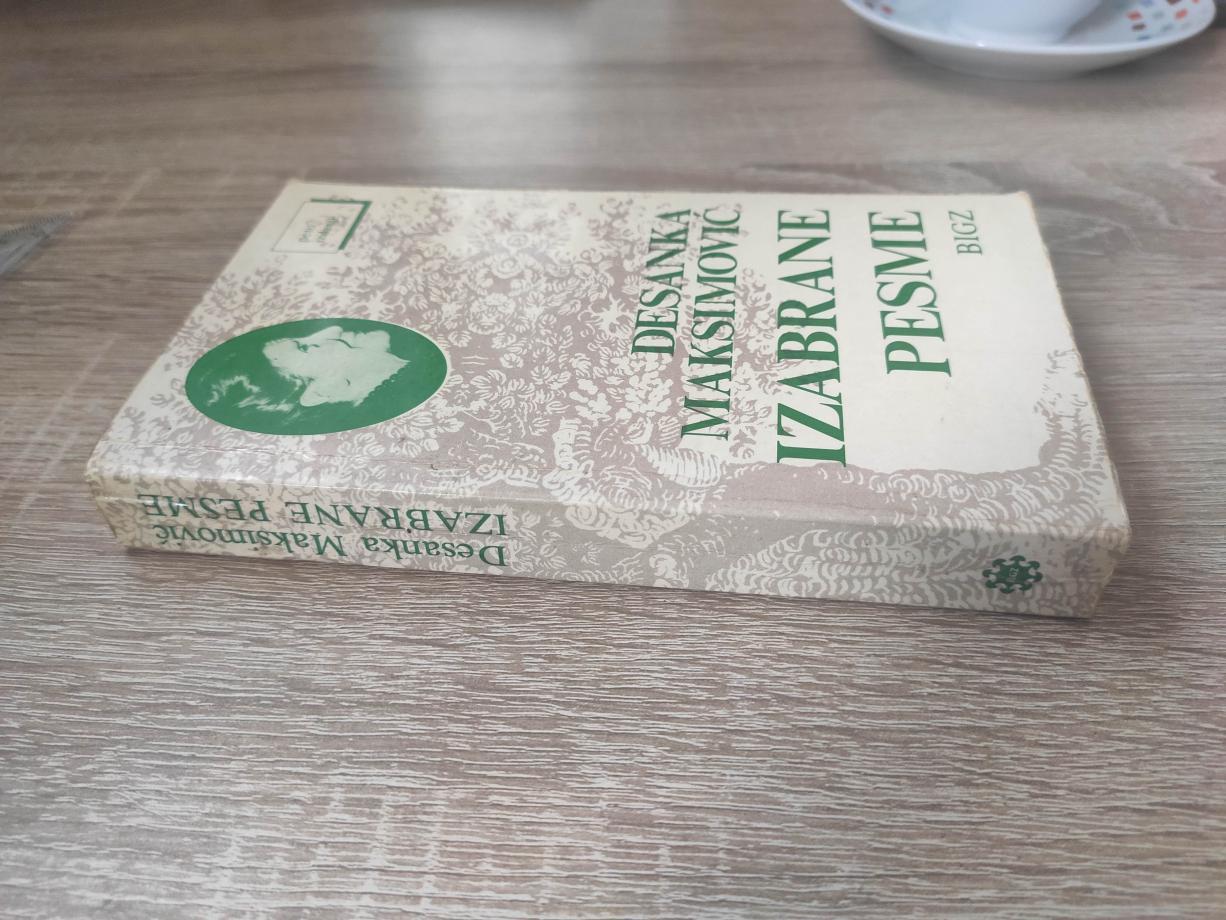 DESANKA
MAKSIMOVIĆ
IZABRANE
PESME
BIGZ
Desanka Maksimović
IZABRANE PESME